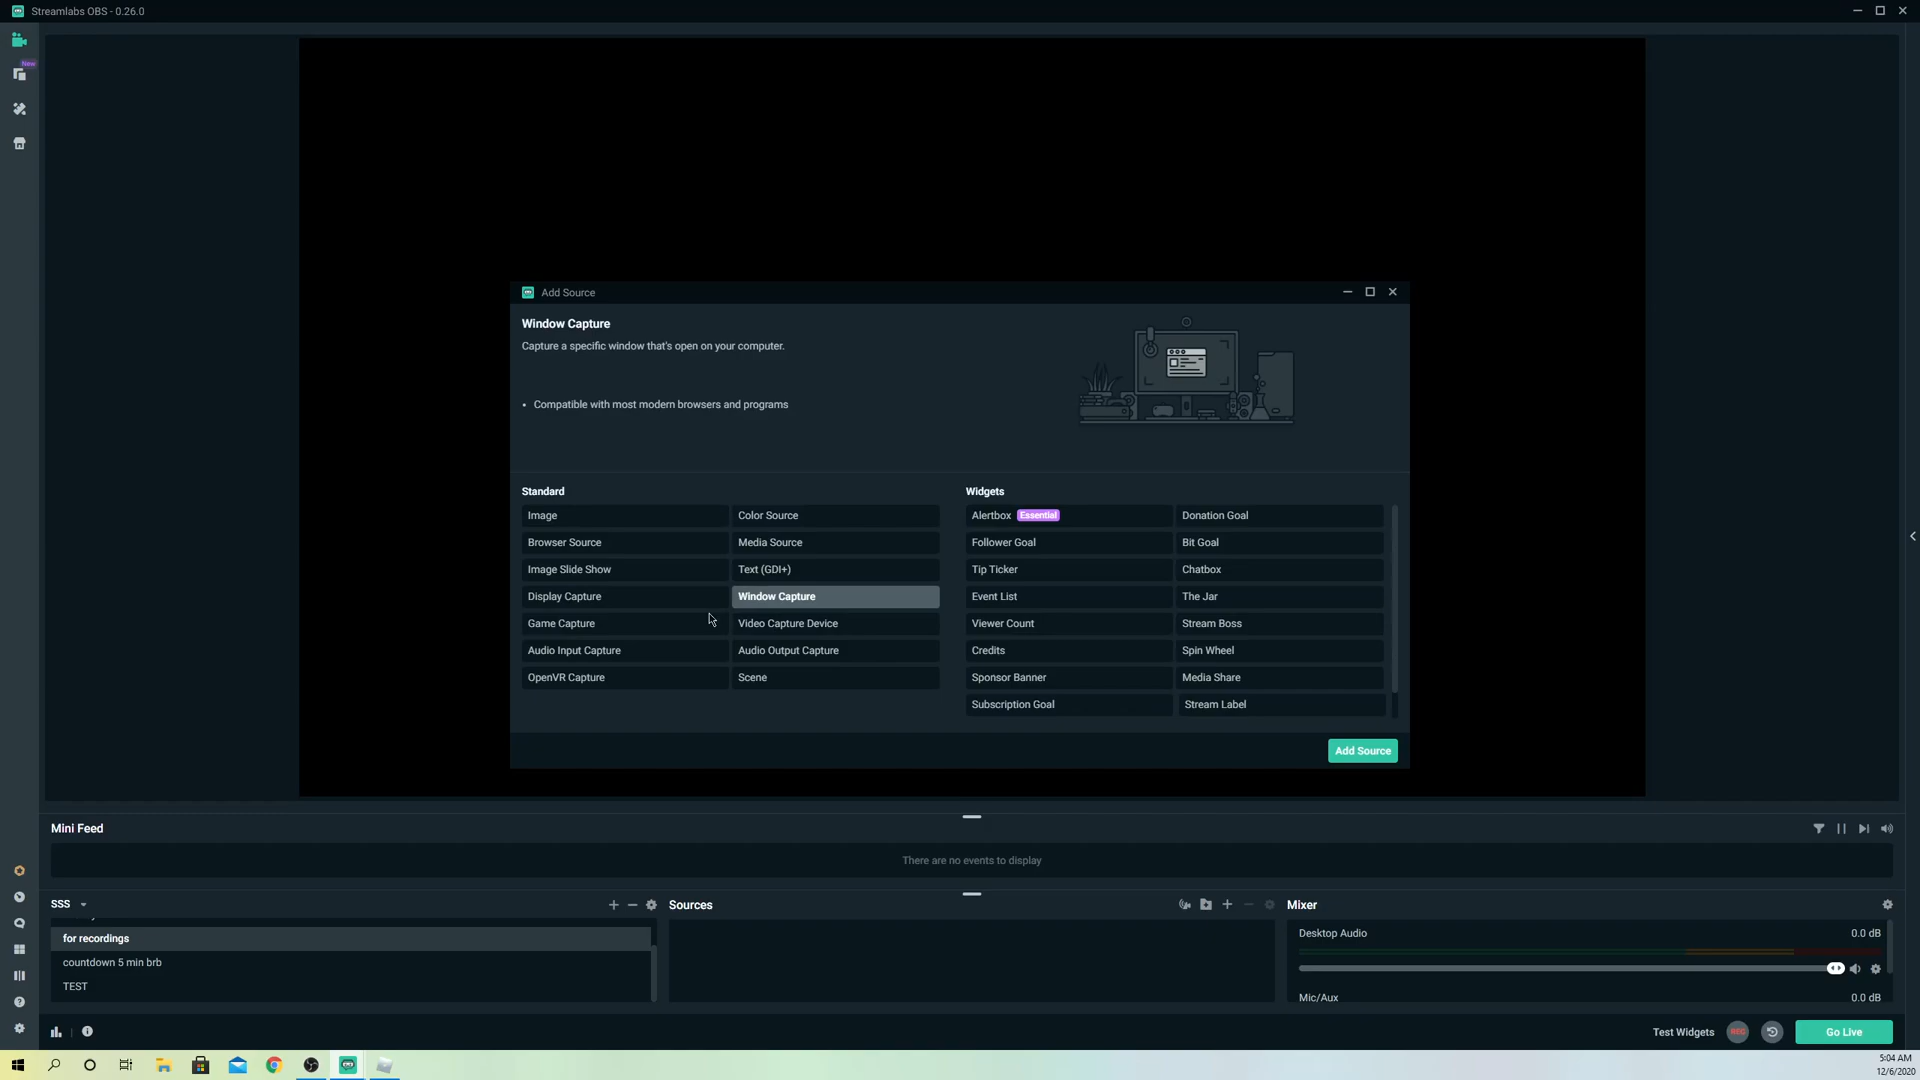 Streamlabs OBS - 0.26.0
New
Add Source
Window Capture
Capture a specific window that's open on your computer.
• Compatible with most modern browsers and programs
Standard
Widgets
Image
Color Source
Alertbox Essential
Donation Goal
Browser Source
Media Source
Follower Goal
Bit Goal
Image Slide Show
Text (GDI+)
Tip Ticker
Chatbox
Display Capture
Window Capture
Event List
The Jar
Game Capture
Video Capture Device
Viewer Count
Stream Boss
Audio Input Capture
Audio Output Capture
Credits
Spin Wheel
OpenVR Capture
Scene
Sponsor Banner
Media Share
Subscription Goal
Stream Label
Add Source
Mini Feed
There are no events to display
SSS
Sources
Mixer
for recordings
countdown 5 min brb
TEST
Desktop Audio
0.0 dB
Mic/Aux
0.0 dB
Test Widgets
REC
Go Live
5:04 AM
12/6/2020